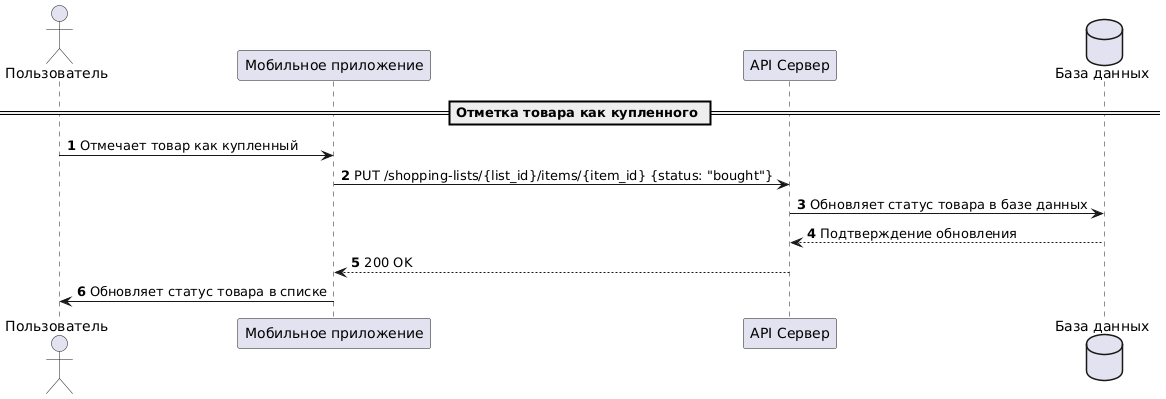 Пользователь
Мобильное приложение
API Сервер
База данных
Отметка товара как купленного
1 Отмечает товар как купленный
2 PUT /shopping-lists/{list_id}/items/{item_id} {status: "bought"}
3 Обновляет статус товара в базе данных
4 Подтверждение обновления
5 200 OK
6 Обновляет статус товара в списке
Пользователь
Мобильное приложение
API Сервер
База данных